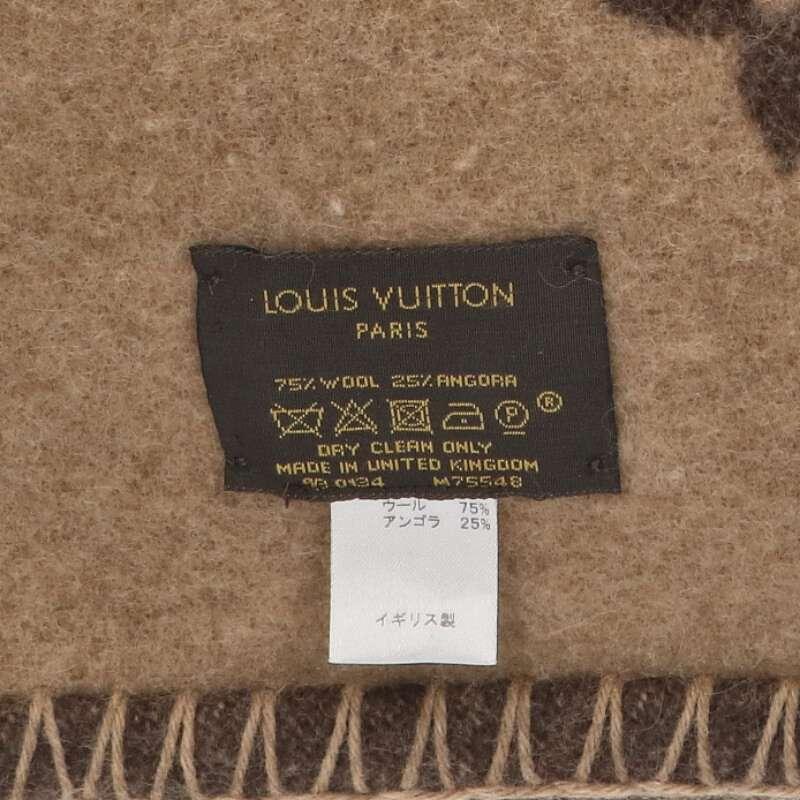 LOUIS VUITTON
PARIS
75% WOOL 25% ANGORA
P ®
DRY CLEAN ONLY
MADE IN UNITED KINGDOM
M75548
ウール 75%
アンゴラ 25%
イギリス製